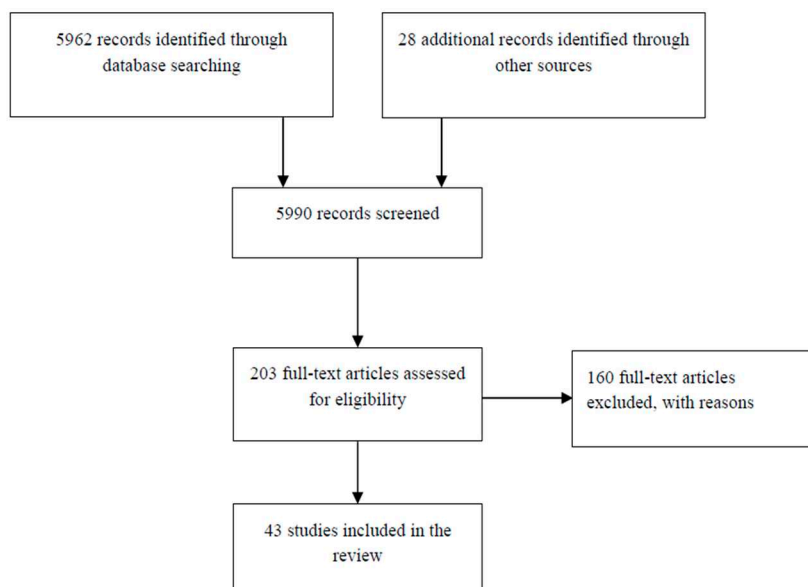 5962 records identified through
database searching
28 additional records identified through
other sources
5990 records screened
203 full-text articles assessed
for eligibility
160 full-text articles
excluded, with reasons
43 studies included in the
review